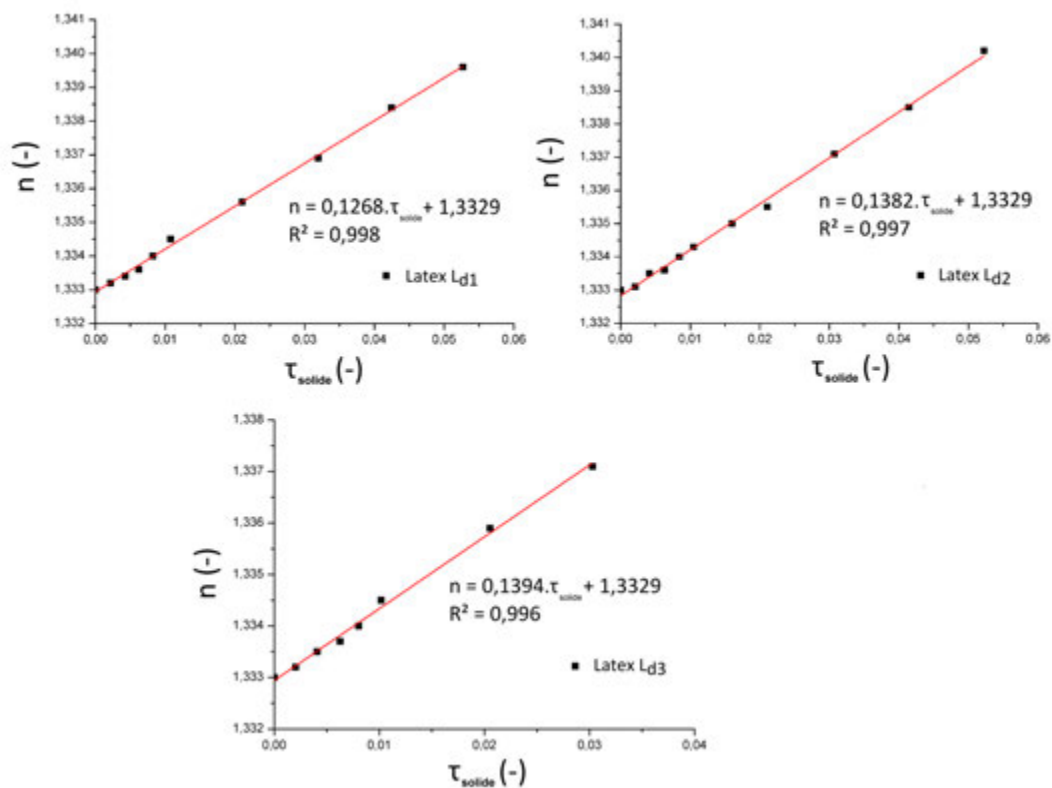 1,341
1,340
1,339
1,338
1,337
1,336
1,335
1,334
1,333
1,332
n (-)
n = 0,1268.τsolide + 1,3329
R² = 0,998
Latex Ld1
0,00 0,01 0,02 0,03 0,04 0,05 0,06
τsolide (-)
1,341
1,340
1,339
1,338
1,337
1,336
1,335
1,334
1,333
1,332
n (-)
n = 0,1382.τsolide + 1,3329
R² = 0,997
Latex Ld2
0,00 0,01 0,02 0,03 0,04 0,05 0,06
τsolide (-)
1,338
1,337
1,336
1,335
1,334
1,333
1,332
n (-)
n = 0,1394.τsolide + 1,3329
R² = 0,996
Latex Ld3
0,00 0,01 0,02 0,03 0,04
τsolide (-)